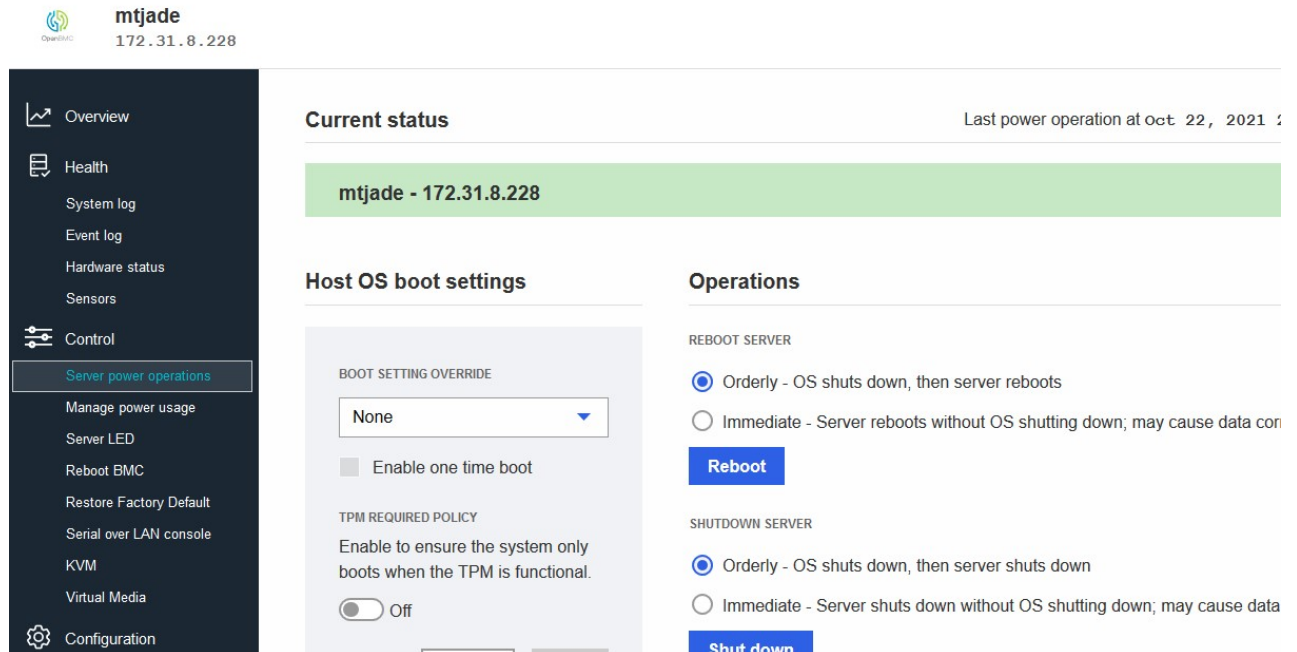 mtjade
OpenBMC
172.31.8.228
Overview
Health
System log
Event log
Hardware status
Sensors
Control
Server power operations
Manage power usage
Server LED
Reboot BMC
Restore Factory Default
Serial over LAN console
KVM
Virtual Media
Configuration
Current status
Last power operation at Oct 22, 2021
mtjade - 172.31.8.228
Host OS boot settings
BOOT SETTING OVERRIDE
None
Enable one time boot
TPM REQUIRED POLICY
Enable to ensure the system only
boots when the TPM is functional.
Off
Operations
REBOOT SERVER
Orderly - OS shuts down, then server reboots
Immediate - Server reboots without OS shutting down; may cause data
Reboot
SHUTDOWN SERVER
Orderly - OS shuts down, then server shuts down
Immediate - Server shuts down without OS shutting down; may cause data
Shut down